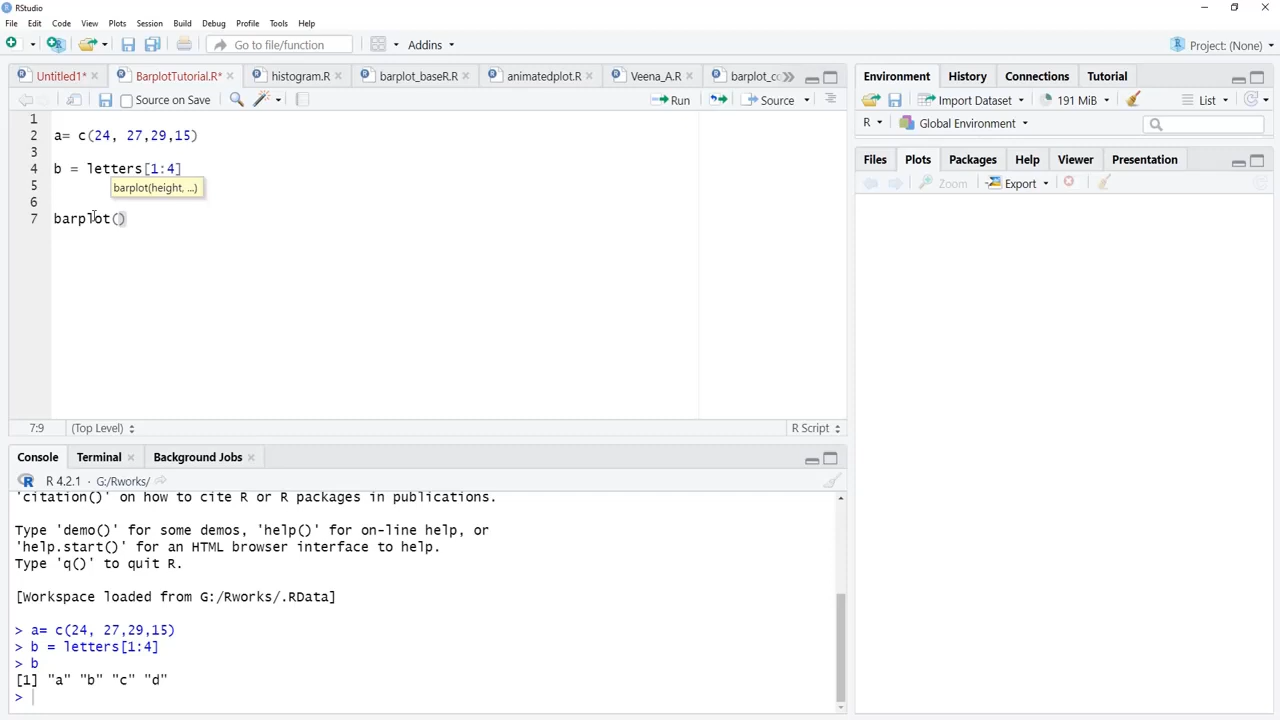 RStudio
File Edit Code View Plots Session Build Debug Profile Tools Help
Go to file/function Addins Project: (None)
Untitled1* BarplotTutorial.R* histogram.R barplot_baseR.R animatedplot.R Veena_A.R barplot_co
Source on Save Run Source
1
2 a= c(24, 27,29,15)
3
4 b = letters[1:4]
5 barplot(height, ...)
6
7 barplot()
7:9 (Top Level) R Script
Console Terminal Background Jobs
R 4.2.1 · G:/Rworks/
'citation()' on how to cite R or R packages in publications.
Type 'demo()' for some demos, 'help()' for on-line help, or
'help.start()' for an HTML browser interface to help.
Type 'q()' to quit R.
[Workspace loaded from G:/Rworks/.RData]
> a= c(24, 27,29,15)
> b = letters[1:4]
> b
[1] "a" "b" "c" "d"
>
Environment History Connections Tutorial
Import Dataset 191 MiB List
R Global Environment
Files Plots Packages Help Viewer Presentation
Zoom Export